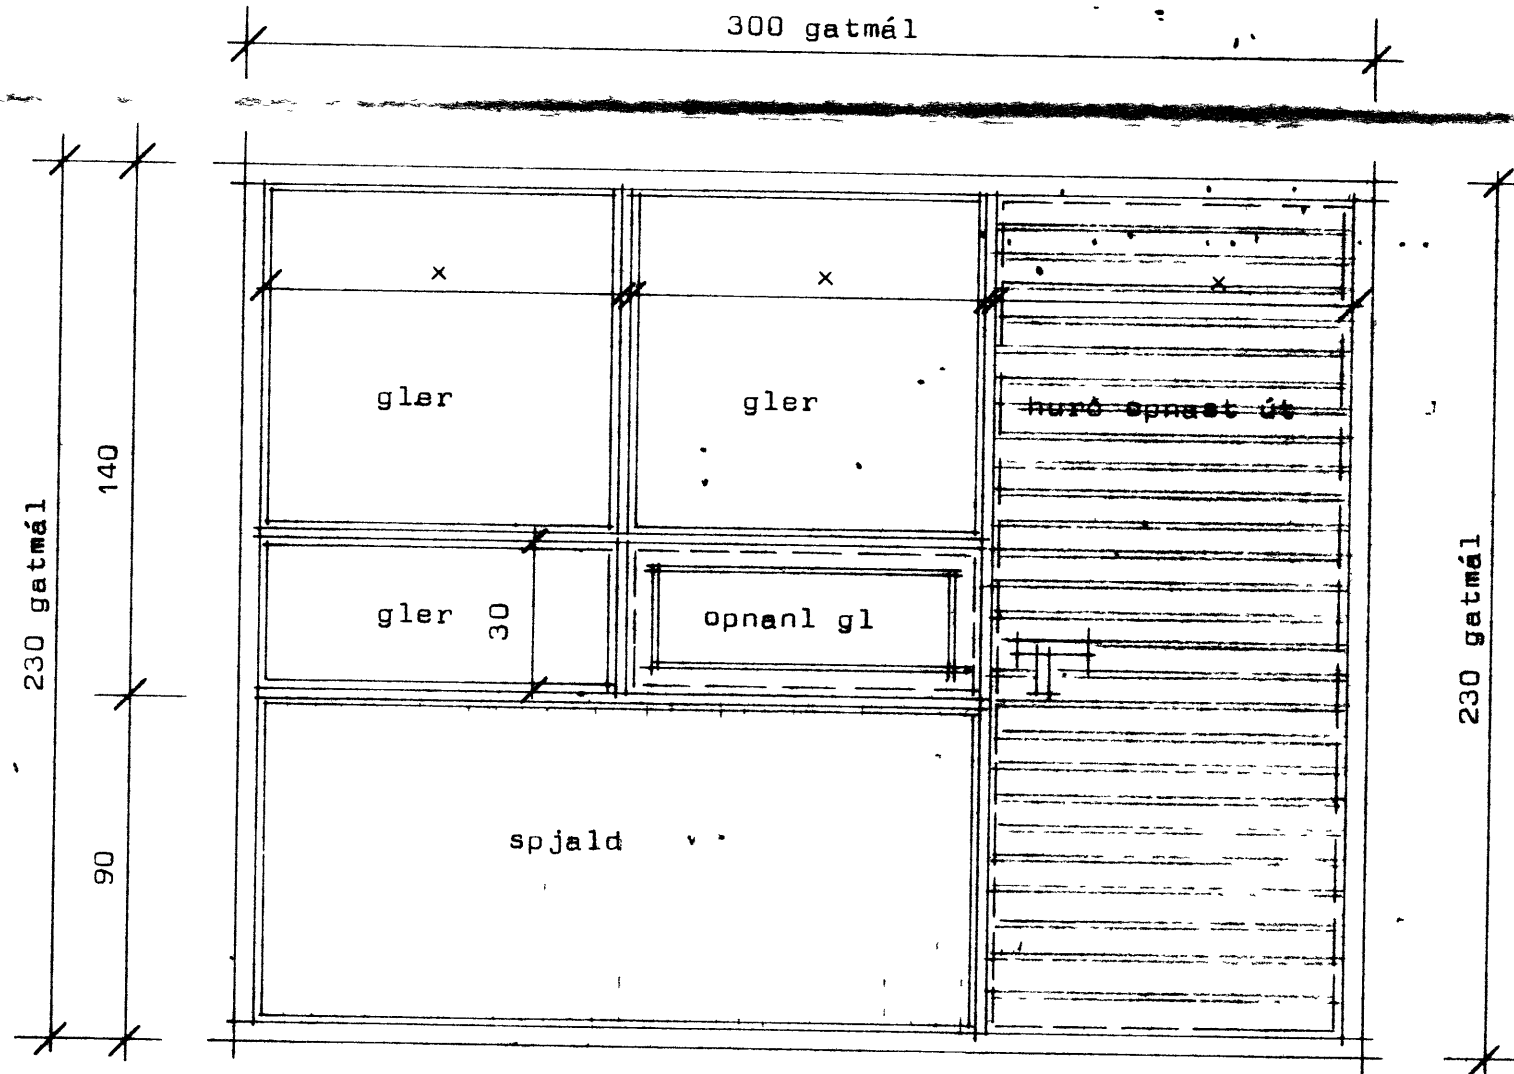 300 gatmál
x
x
x
gler
gler
hurð opnast út
140
230 gatmál
gler
30
opnanl gl
230 gatmál
spjald
90